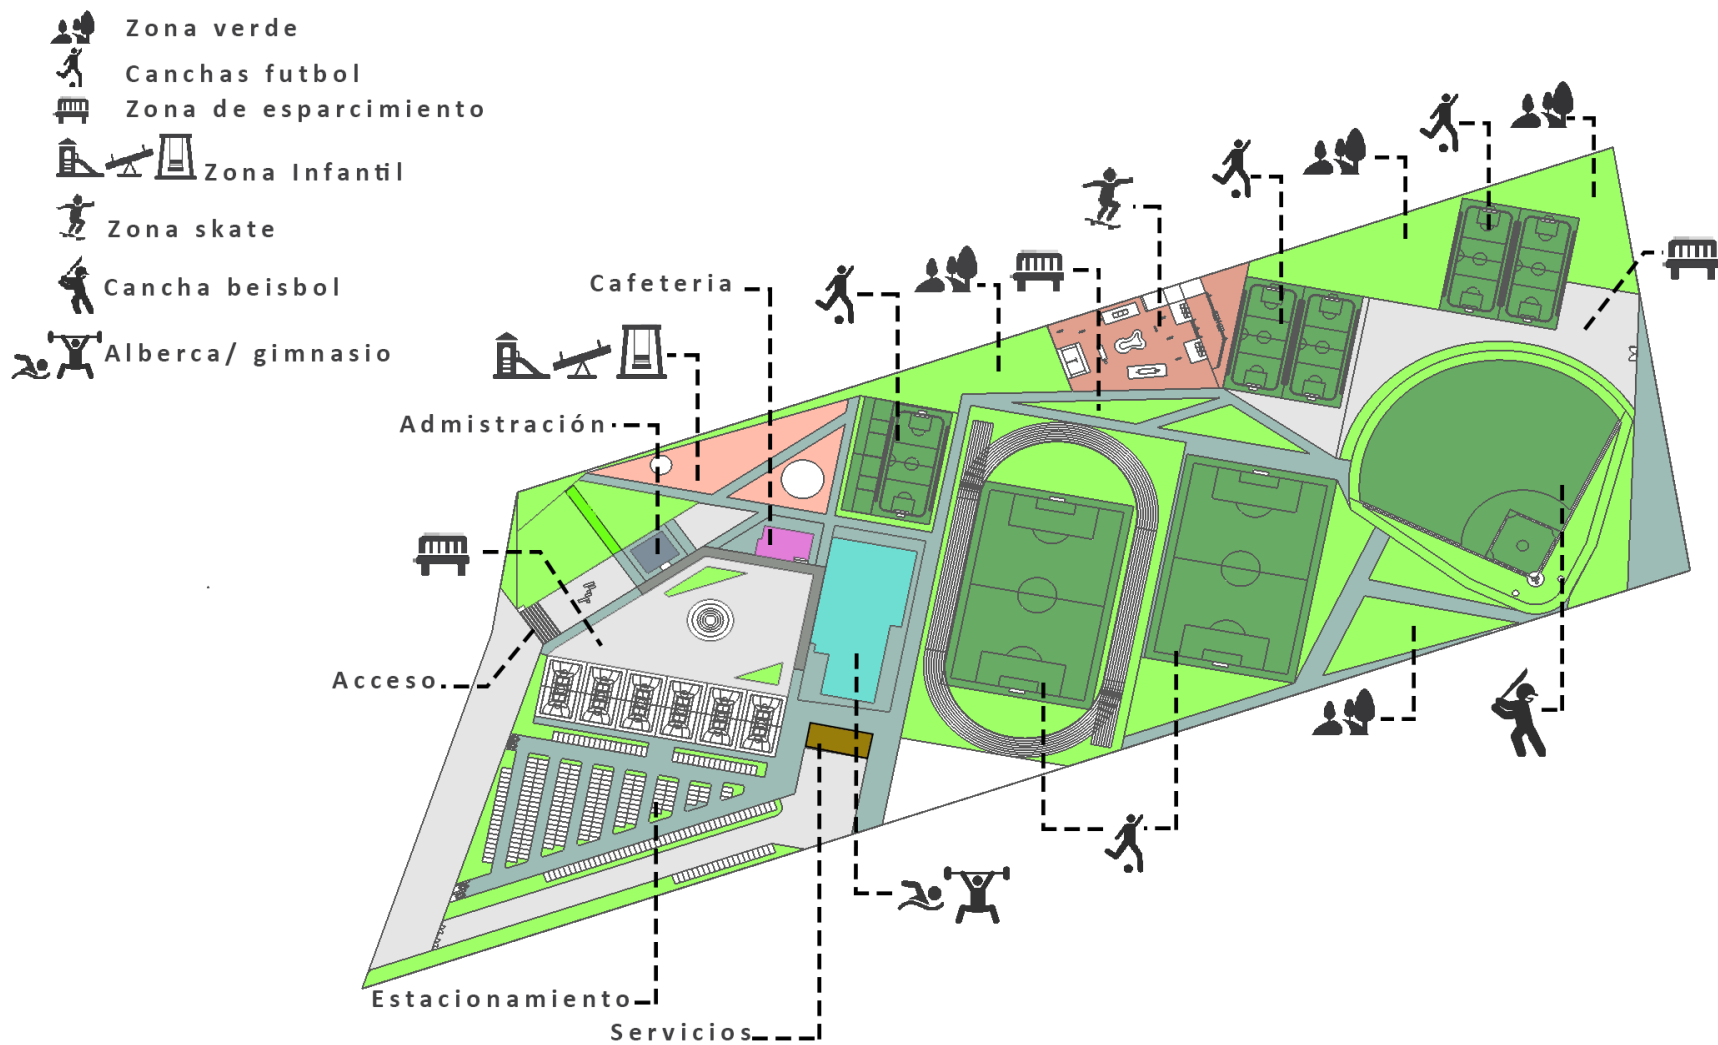 Zona verde
Canchas futbol
Zona de esparcimiento
Zona Infantil
Zona skate
Cancha beisbol
Alberca/ gimnasio
Cafeteria
Admistración
Acceso
Estacionamiento
Servicios